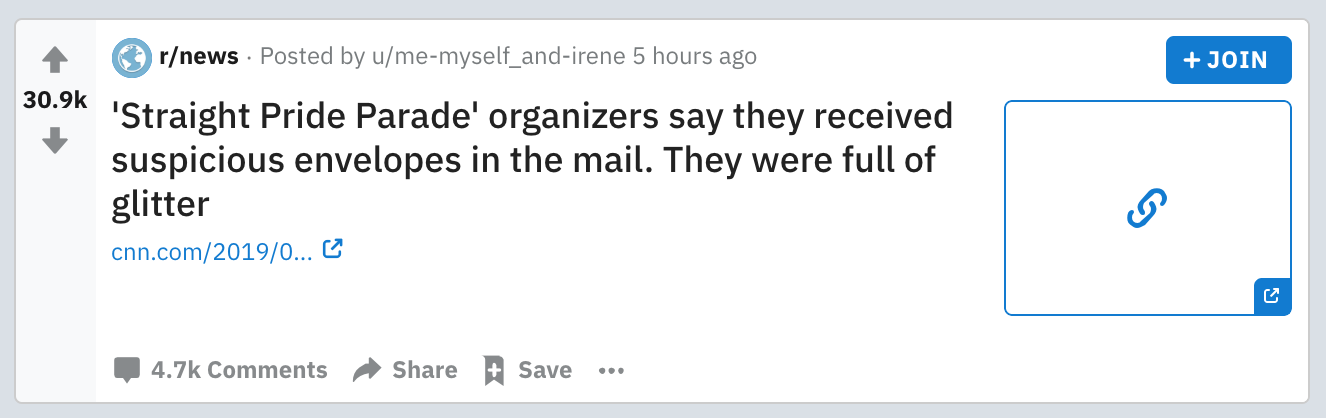 r/news · Posted by u/me-myself_and-irene 5 hours ago
+ JOIN
30.9k
'Straight Pride Parade' organizers say they received
suspicious envelopes in the mail. They were full of
glitter
cnn.com/2019/0...
4.7k Comments Share Save ...